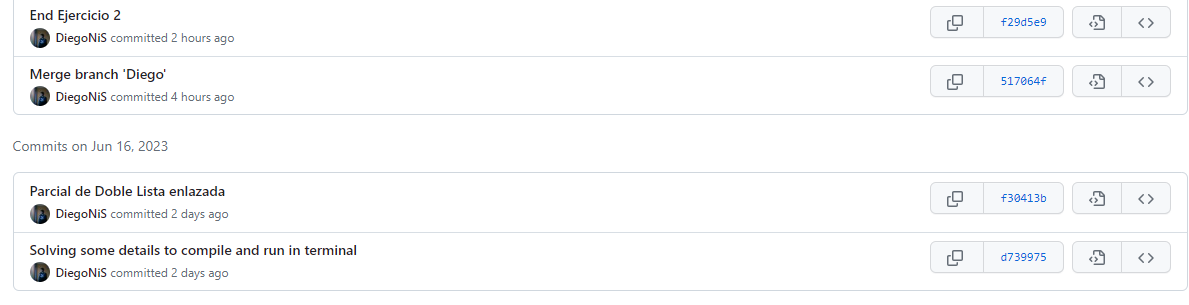 End Ejercicio 2
f29d5e9
DiegoNiS committed 2 hours ago
Merge branch 'Diego'
517064f
DiegoNiS committed 4 hours ago
Commits on Jun 16, 2023
Parcial de Doble Lista enlazada
f30413b
DiegoNiS committed 2 days ago
Solving some details to compile and run in terminal
d739975
DiegoNiS committed 2 days ago